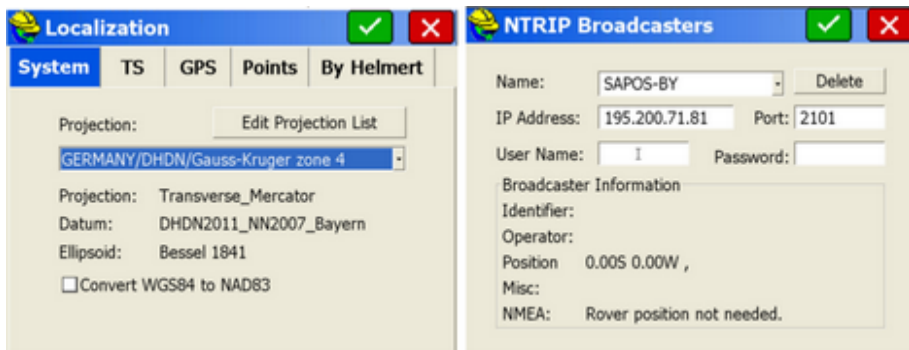 Localization
System TS GPS Points By Helmert
Projection: Edit Projection List
GERMANY/DHDN/Gauss-Kruger zone 4
Projection: Transverse_Mercator
Datum: DHDN2011_NN2007_Bayern
Ellipsoid: Bessel 1841
Convert WGS84 to NAD83
NTRIP Broadcasters
Name: SAPOS-BY Delete
IP Address: 195.200.71.81 Port: 2101
User Name: Password:
Broadcaster Information
Identifier:
Operator:
Position 0.00S 0.00W ,
Misc:
NMEA: Rover position not needed.